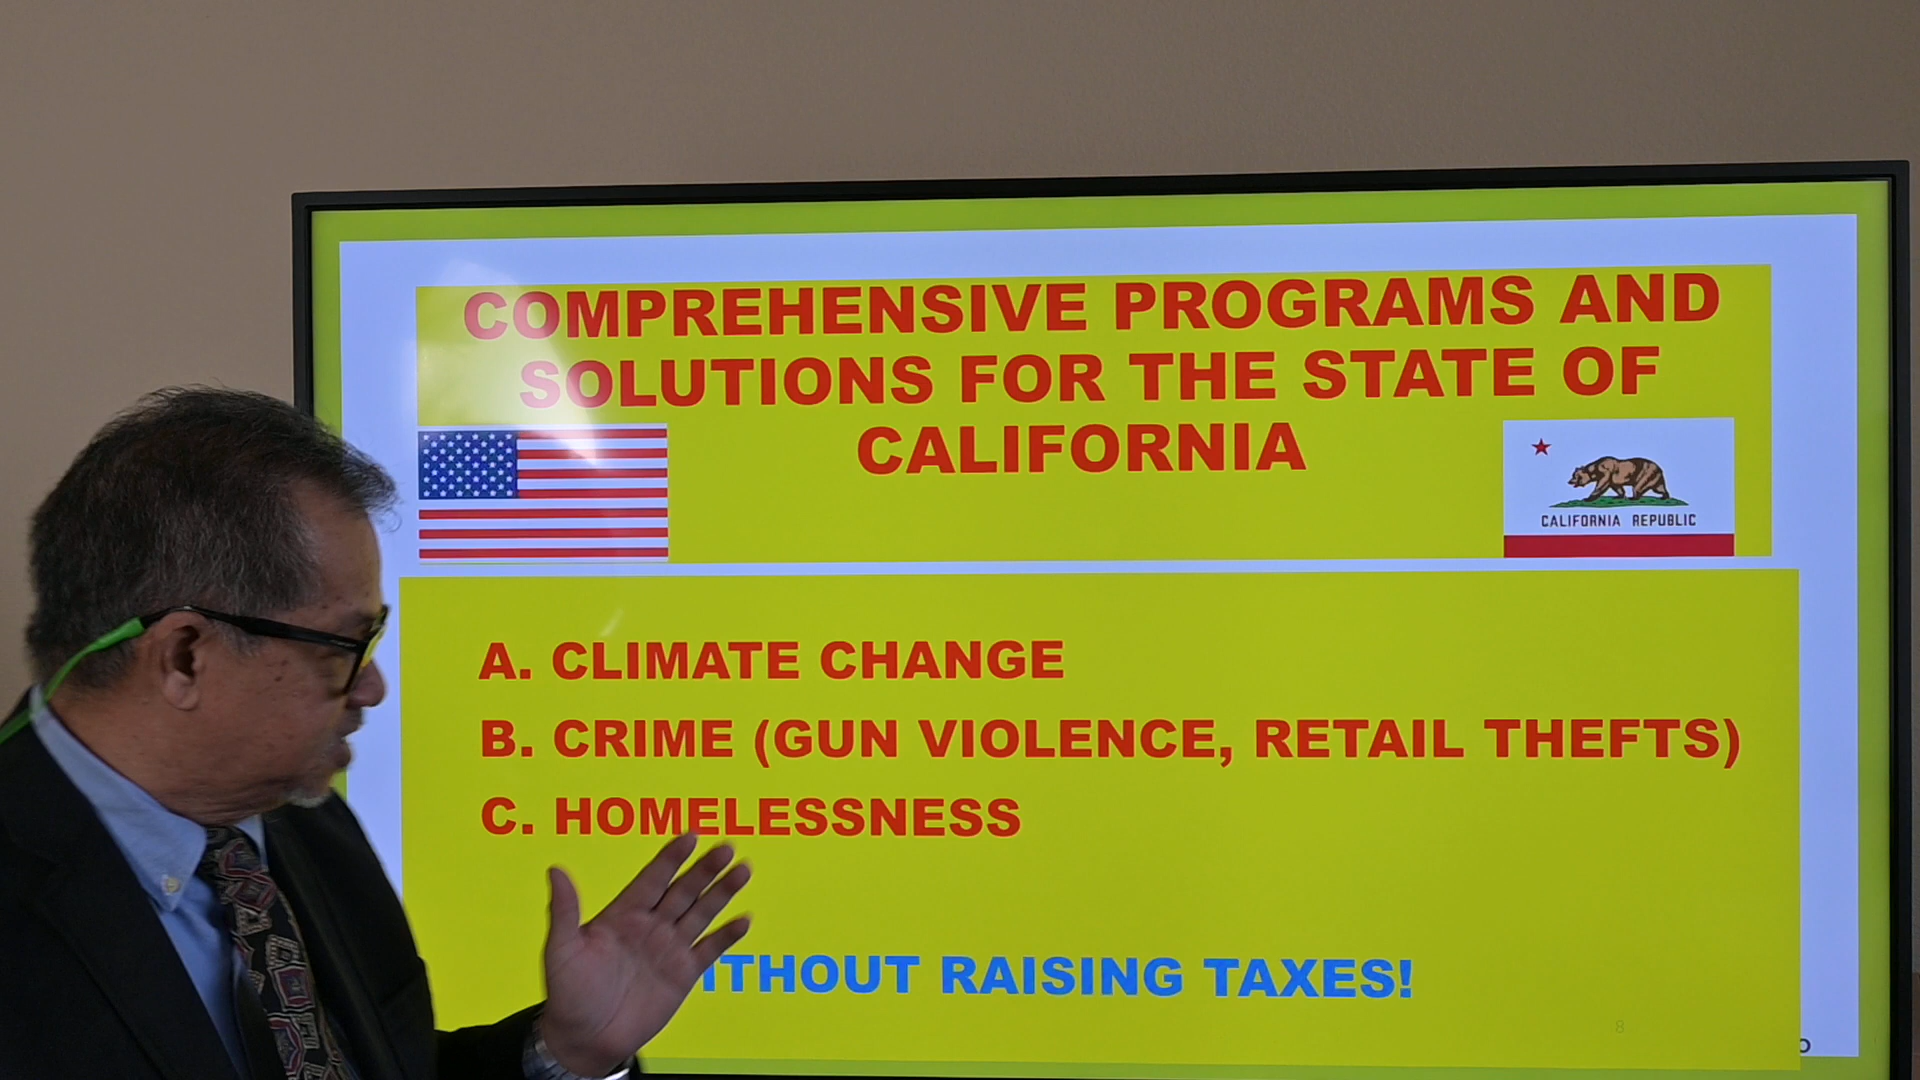 COMPREHENSIVE PROGRAMS AND
SOLUTIONS FOR THE STATE OF
CALIFORNIA
CALIFORNIA REPUBLIC
A. CLIMATE CHANGE
B. CRIME (GUN VIOLENCE, RETAIL THEFTS)
C. HOMELESSNESS
ITHOUT RAISING TAXES!
8